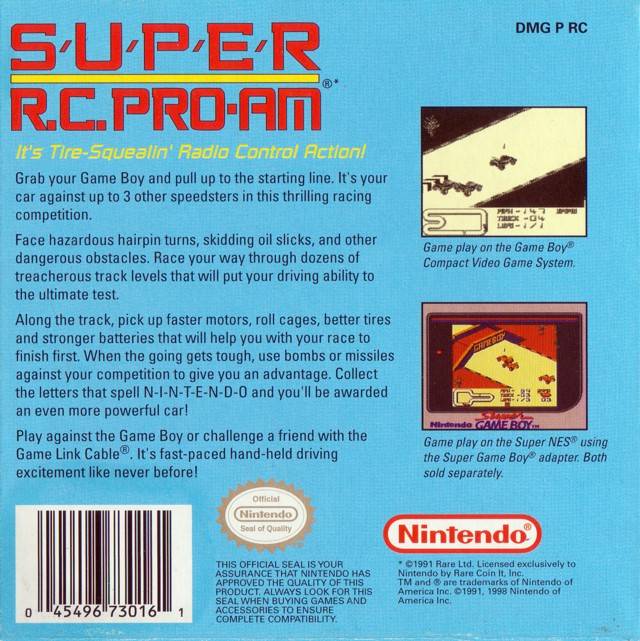 S·U·P·E·R
R.C. PRO-AM®*
DMG P RC
It's Tire-Squealin' Radio Control Action!
Grab your Game Boy and pull up to the starting line. It's your
car against up to 3 other speedsters in this thrilling racing
competition.
Face hazardous hairpin turns, skidding oil slicks, and other
dangerous obstacles. Race your way through dozens of
treacherous track levels that will put your driving ability to
the ultimate test.
Along the track, pick up faster motors, roll cages, better tires
and stronger batteries that will help you with your race to
finish first. When the going gets tough, use bombs or missiles
against your competition to give you an advantage. Collect
the letters that spell N-I-N-T-E-N-D-O and you'll be awarded
an even more powerful car!
Play against the Game Boy or challenge a friend with the
Game Link Cable®. It's fast-paced hand-held driving
excitement like never before!
MPH - 147
TRUCK - 04
LAPS - 1/1
Game play on the Game Boy®
Compact Video Game System.
GAME BOY
Super
Nintendo GAME BOY™
Game play on the Super NES® using
the Super Game Boy® adapter. Both
sold separately.
Official
Nintendo
Seal of Quality
THIS OFFICIAL SEAL IS YOUR
ASSURANCE THAT NINTENDO HAS
APPROVED THE QUALITY OF THIS
PRODUCT. ALWAYS LOOK FOR THIS
SEAL WHEN BUYING GAMES AND
ACCESSORIES TO ENSURE
COMPLETE COMPATIBILITY.
Nintendo®
* ©1991 Rare Ltd. Licensed exclusively to
Nintendo by Rare Coin It, Inc.
TM and ® are trademarks of Nintendo of
America Inc. ©1991, 1998 Nintendo of
America Inc.
0 45496 73016 1